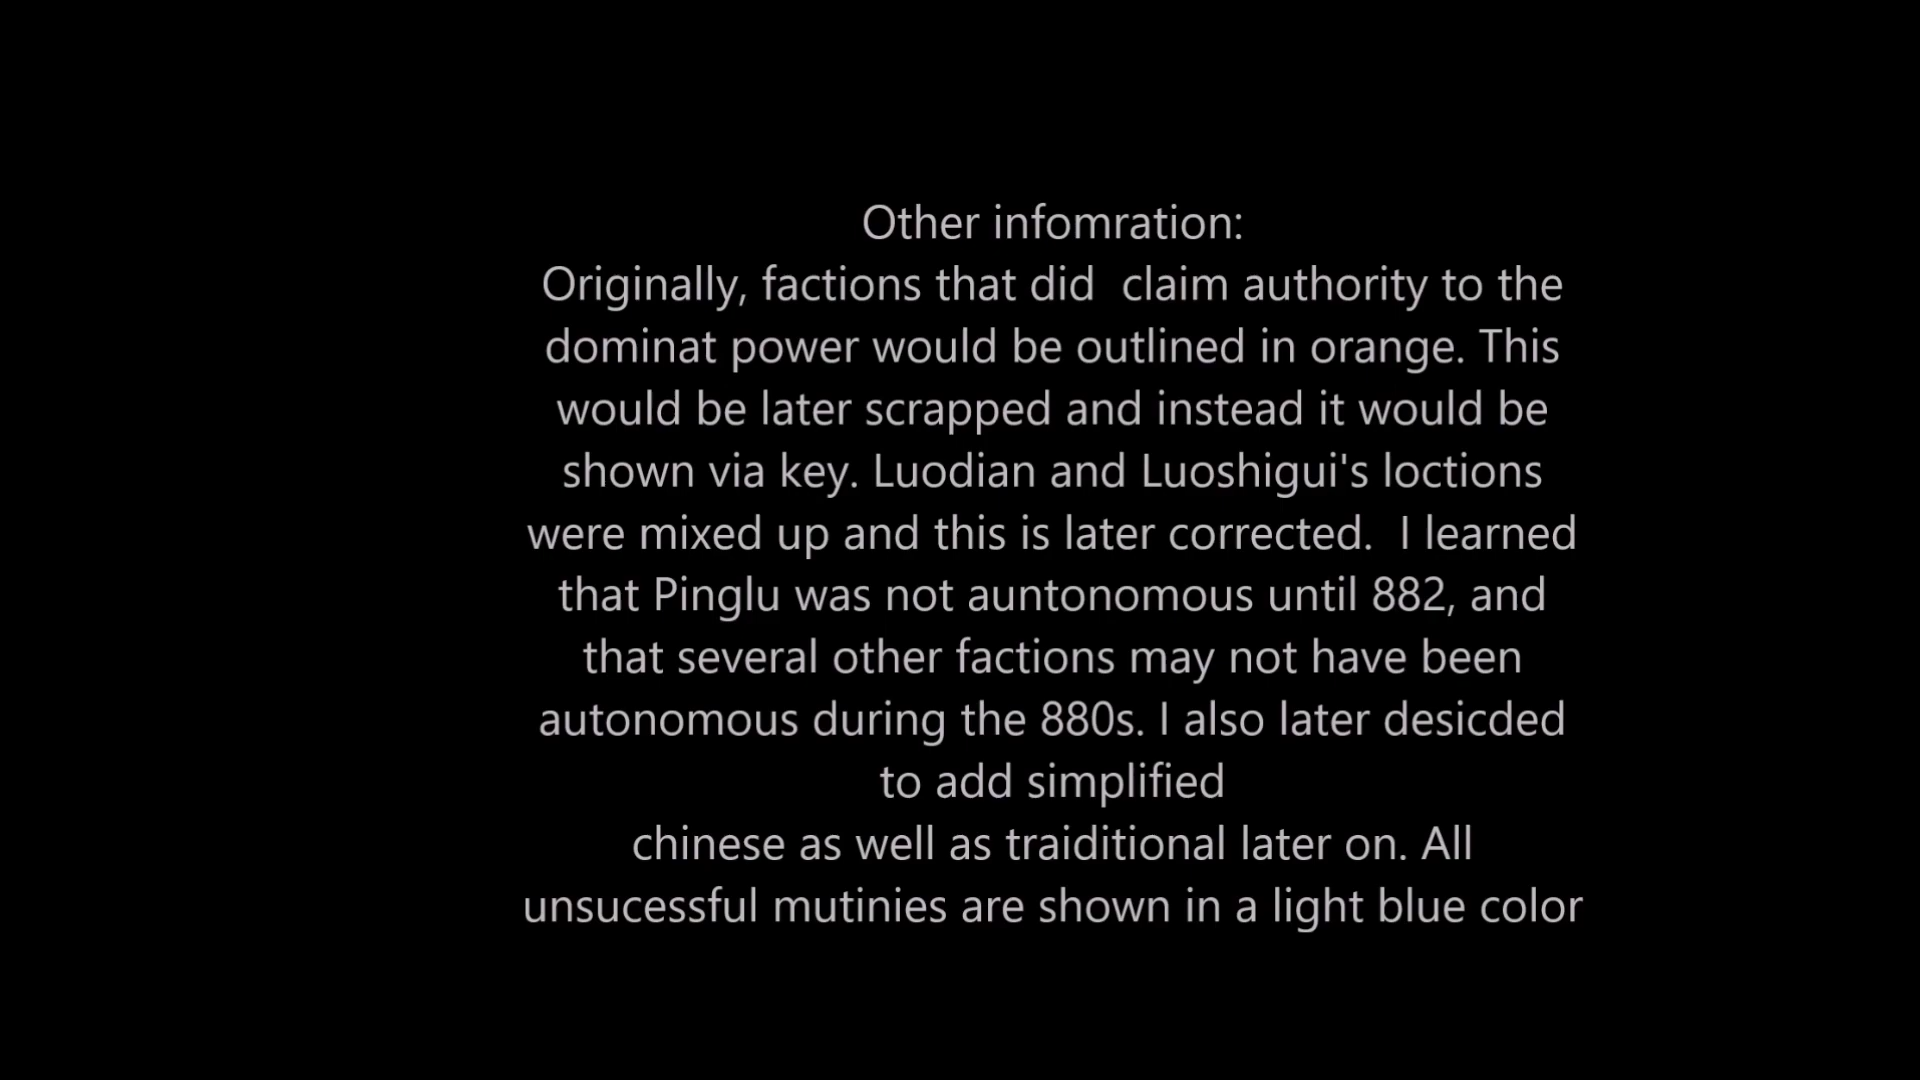 Other infomration:
Originally, factions that did  claim authority to the
dominat power would be outlined in orange. This
would be later scrapped and instead it would be
shown via key. Luodian and Luoshigui's loctions
were mixed up and this is later corrected.  I learned
that Pinglu was not auntonomous until 882, and
that several other factions may not have been
autonomous during the 880s. I also later desicded
to add simplified
chinese as well as traiditional later on. All
unsucessful mutinies are shown in a light blue color